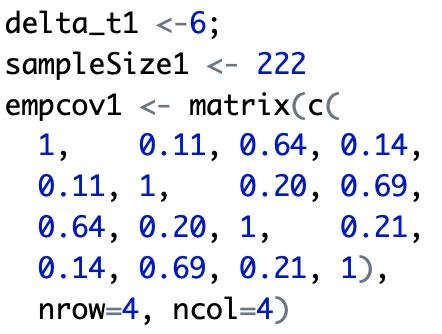 delta_t1 <-6;
sampleSize1 <- 222
empcov1 <- matrix(c(
  1,    0.11, 0.64, 0.14,
  0.11, 1,    0.20, 0.69,
  0.64, 0.20, 1,    0.21,
  0.14, 0.69, 0.21, 1),
  nrow=4, ncol=4)